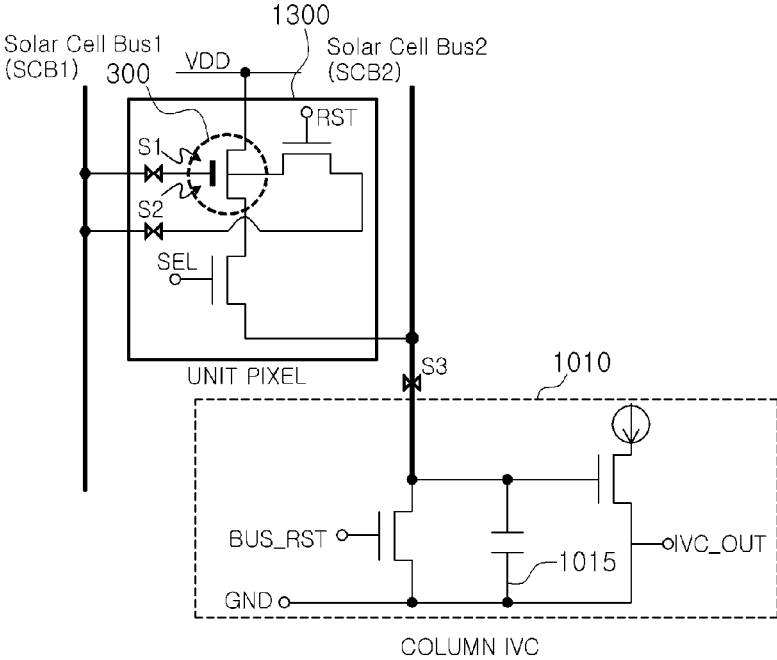 1300
Solar Cell Bus1
(SCB1)
Solar Cell Bus2
(SCB2)
VDD
300
RST
S1
S2
SEL
S3
UNIT PIXEL
1010
BUS_RST
IVC_OUT
1015
GND
COLUMN IVC